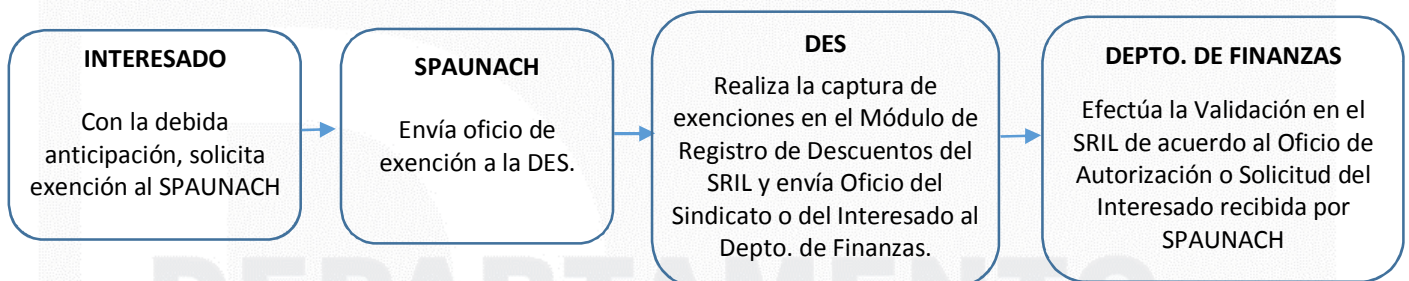 INTERESADO
Con la debida
anticipación, solicita
exención al SPAUNACH
SPAUNACH
Envía oficio de
exención a la DES.
DES
Realiza la captura de
exenciones en el Módulo de
Registro de Descuentos del
SRIL y envía Oficio del
Sindicato o del Interesado al
Depto. de Finanzas.
DEPTO. DE FINANZAS
Efectúa la Validación en el
SRIL de acuerdo al Oficio de
Autorización o Solicitud del
Interesado recibida por
SPAUNACH
DEPARTAMENTO